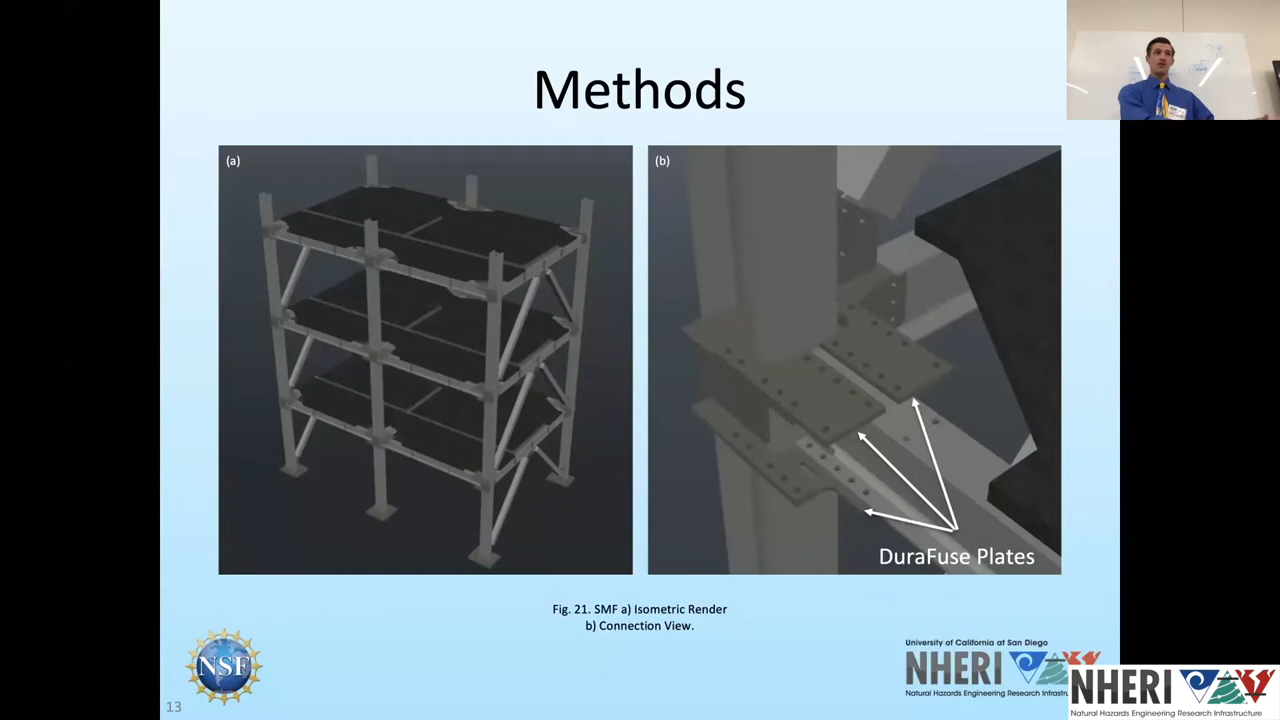 Methods
(a)
(b)
DuraFuse Plates
Fig. 21. SMF a) Isometric Render
b) Connection View.
NSF
University of California at San Diego
NHERI
Natural Hazards Engineering Research Infrastru
NHERI
Natural Hazards Engineering Research Infrastructure
13